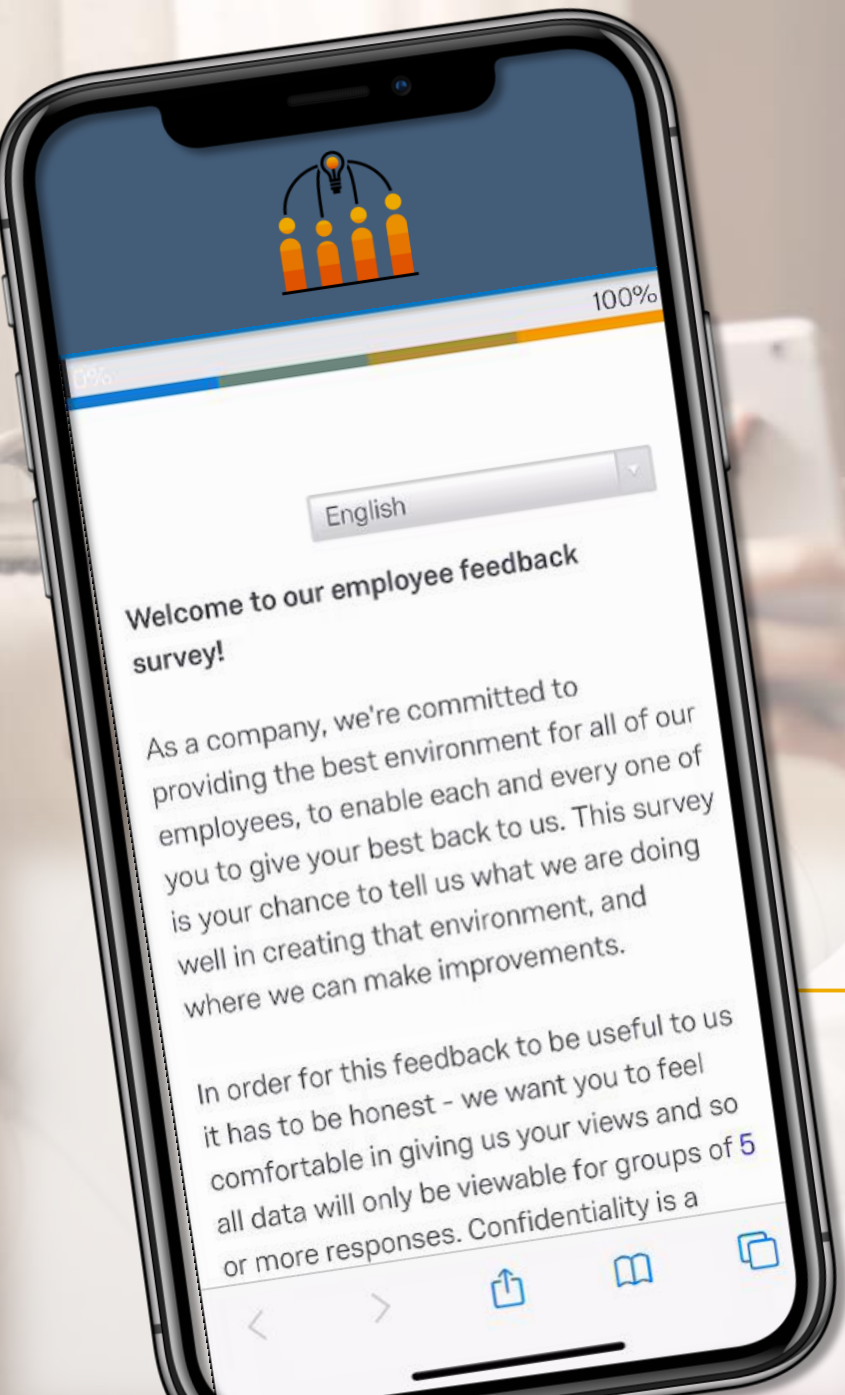 100%
0%
English
Welcome to our employee feedback
survey!
As a company, we're committed to
providing the best environment for all of our
employees, to enable each and every one of
you to give your best back to us. This survey
is your chance to tell us what we are doing
well in creating that environment, and
where we can make improvements.
In order for this feedback to be useful to us
it has to be honest - we want you to feel
comfortable in giving us your views and so
all data will only be viewable for groups of 5
or more responses. Confidentiality is a